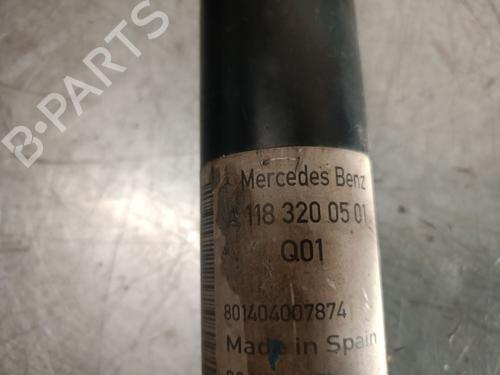 B-PARTS
Mercedes Benz
118 320 05 01
Q01
801404007874
Made in Spain